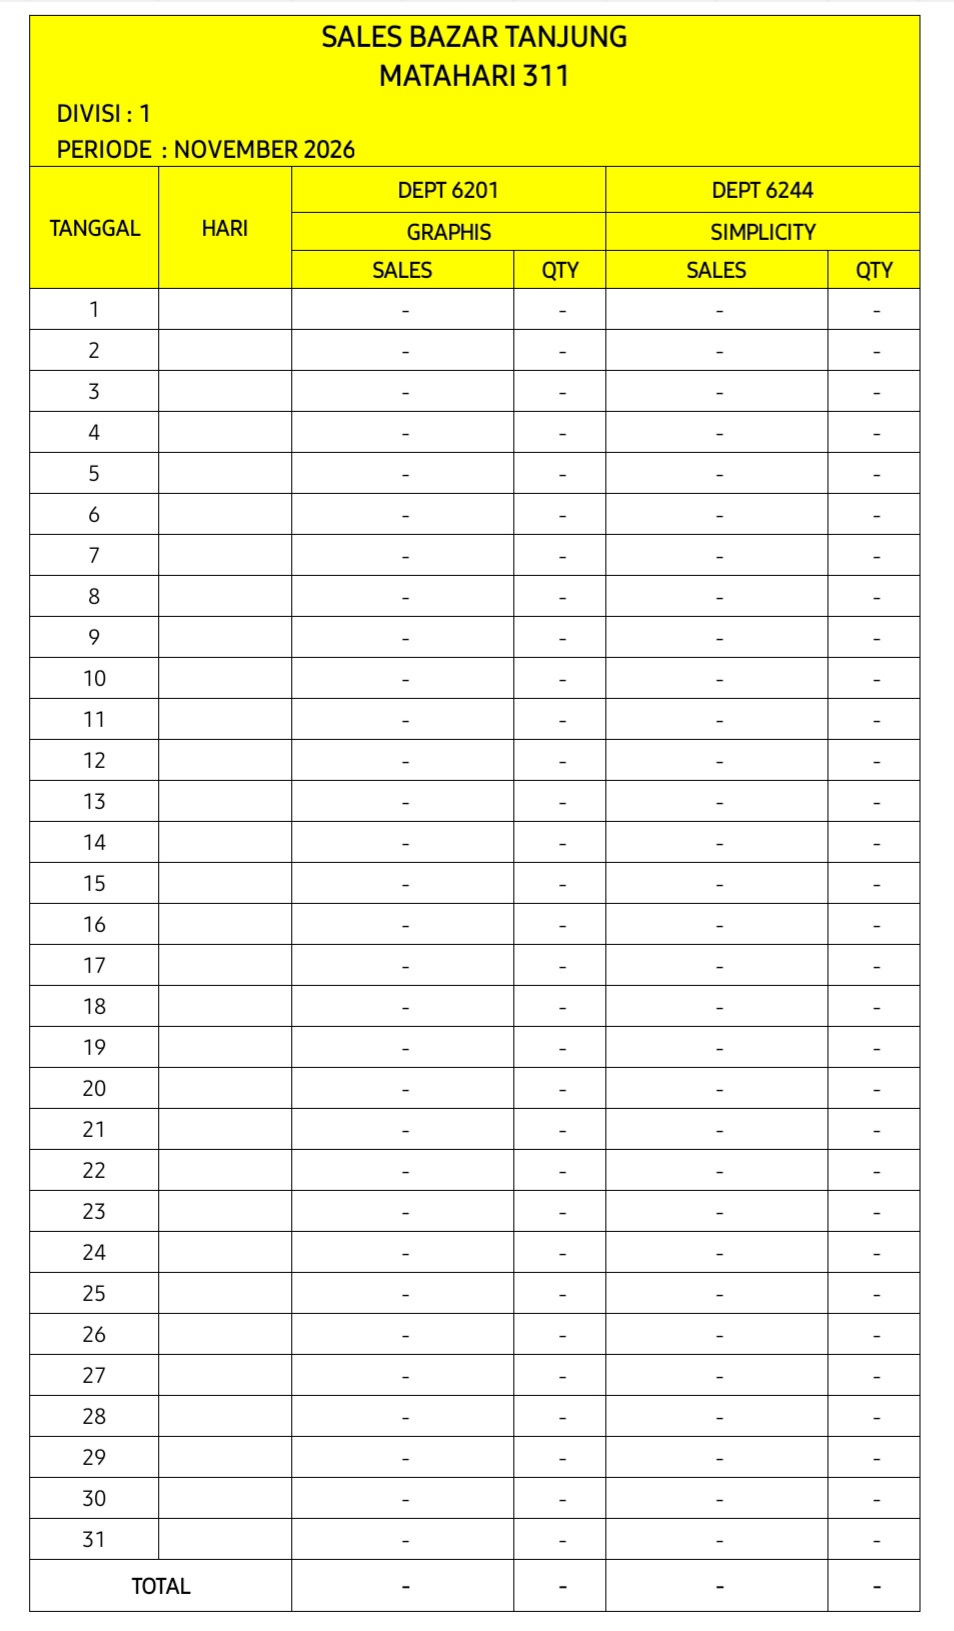 SALES BAZAR TANJUNG
MATAHARI 311
DIVISI : 1
PERIODE : NOVEMBER 2026
TANGGAL HARI DEPT 6201 DEPT 6244
GRAPHIS SIMPLICITY
SALES QTY SALES QTY
1 - - - -
2 - - - -
3 - - - -
4 - - - -
5 - - - -
6 - - - -
7 - - - -
8 - - - -
9 - - - -
10 - - - -
11 - - - -
12 - - - -
13 - - - -
14 - - - -
15 - - - -
16 - - - -
17 - - - -
18 - - - -
19 - - - -
20 - - - -
21 - - - -
22 - - - -
23 - - - -
24 - - - -
25 - - - -
26 - - - -
27 - - - -
28 - - - -
29 - - - -
30 - - - -
31 - - - -
TOTAL - - - -